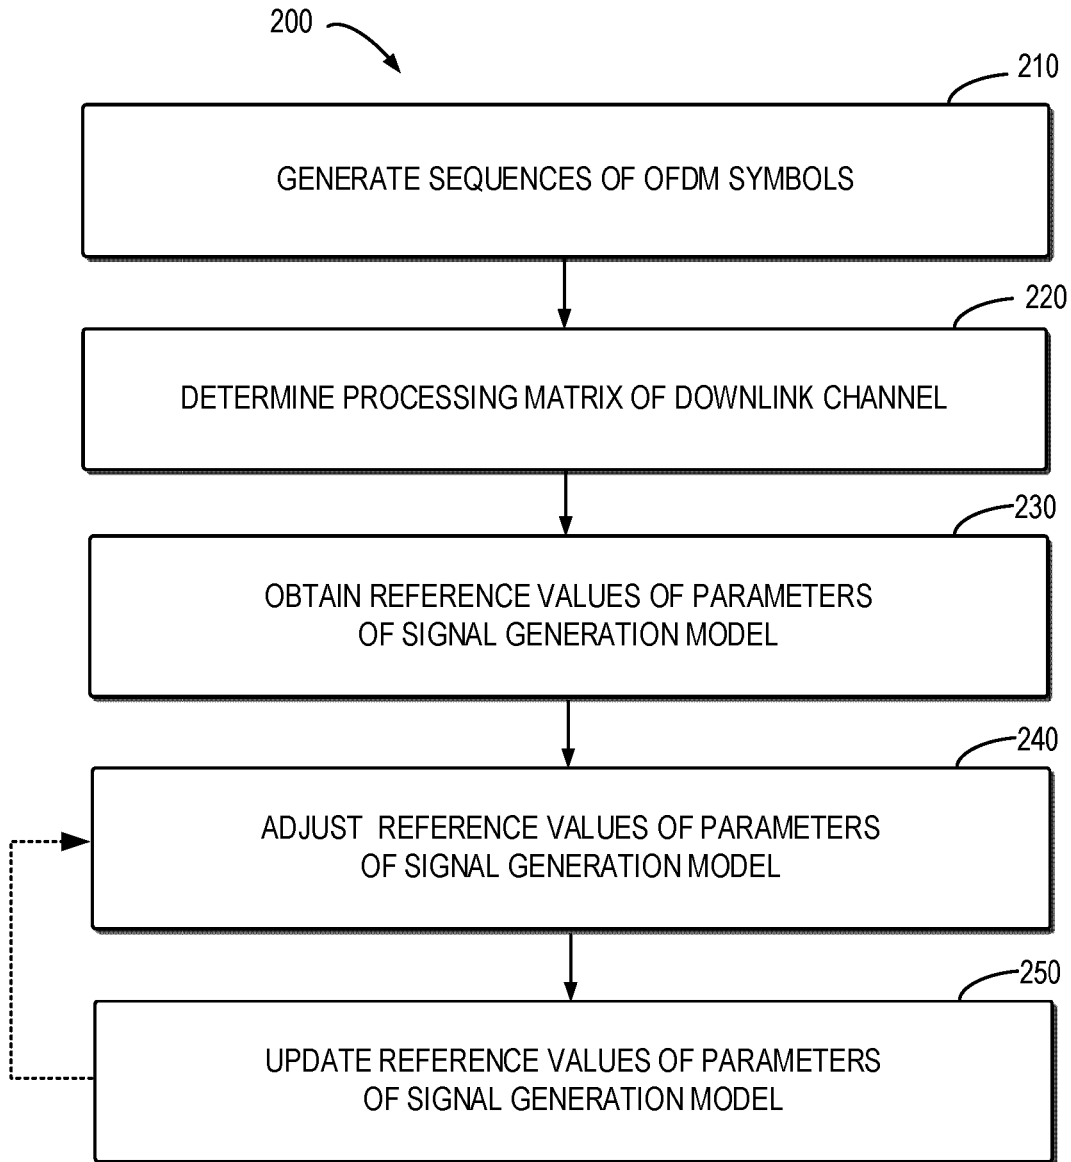 200
210
GENERATE SEQUENCES OF OFDM SYMBOLS
220
DETERMINE PROCESSING MATRIX OF DOWNLINK CHANNEL
230
OBTAIN REFERENCE VALUES OF PARAMETERS
OF SIGNAL GENERATION MODEL
240
ADJUST REFERENCE VALUES OF PARAMETERS
OF SIGNAL GENERATION MODEL
250
UPDATE REFERENCE VALUES OF PARAMETERS
OF SIGNAL GENERATION MODEL